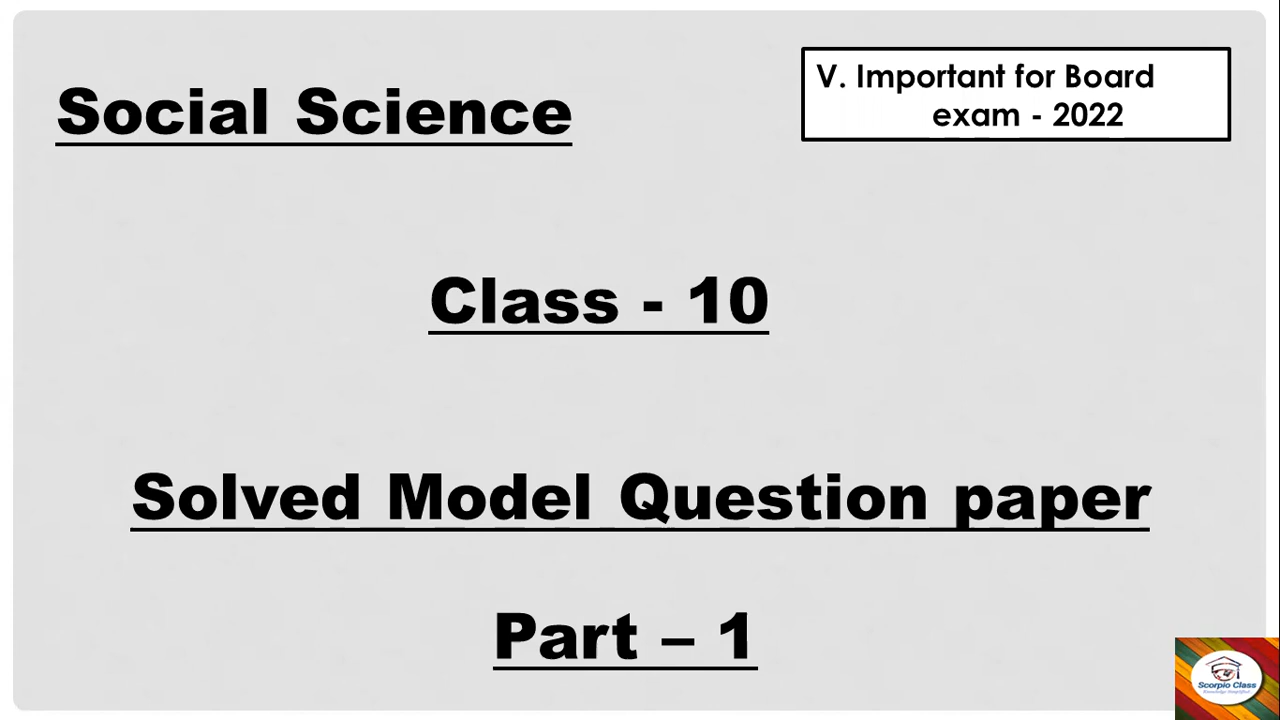 Social Science
V. Important for Board
exam - 2022
Class - 10
Solved Model Question paper
Part – 1
Scorpio Class